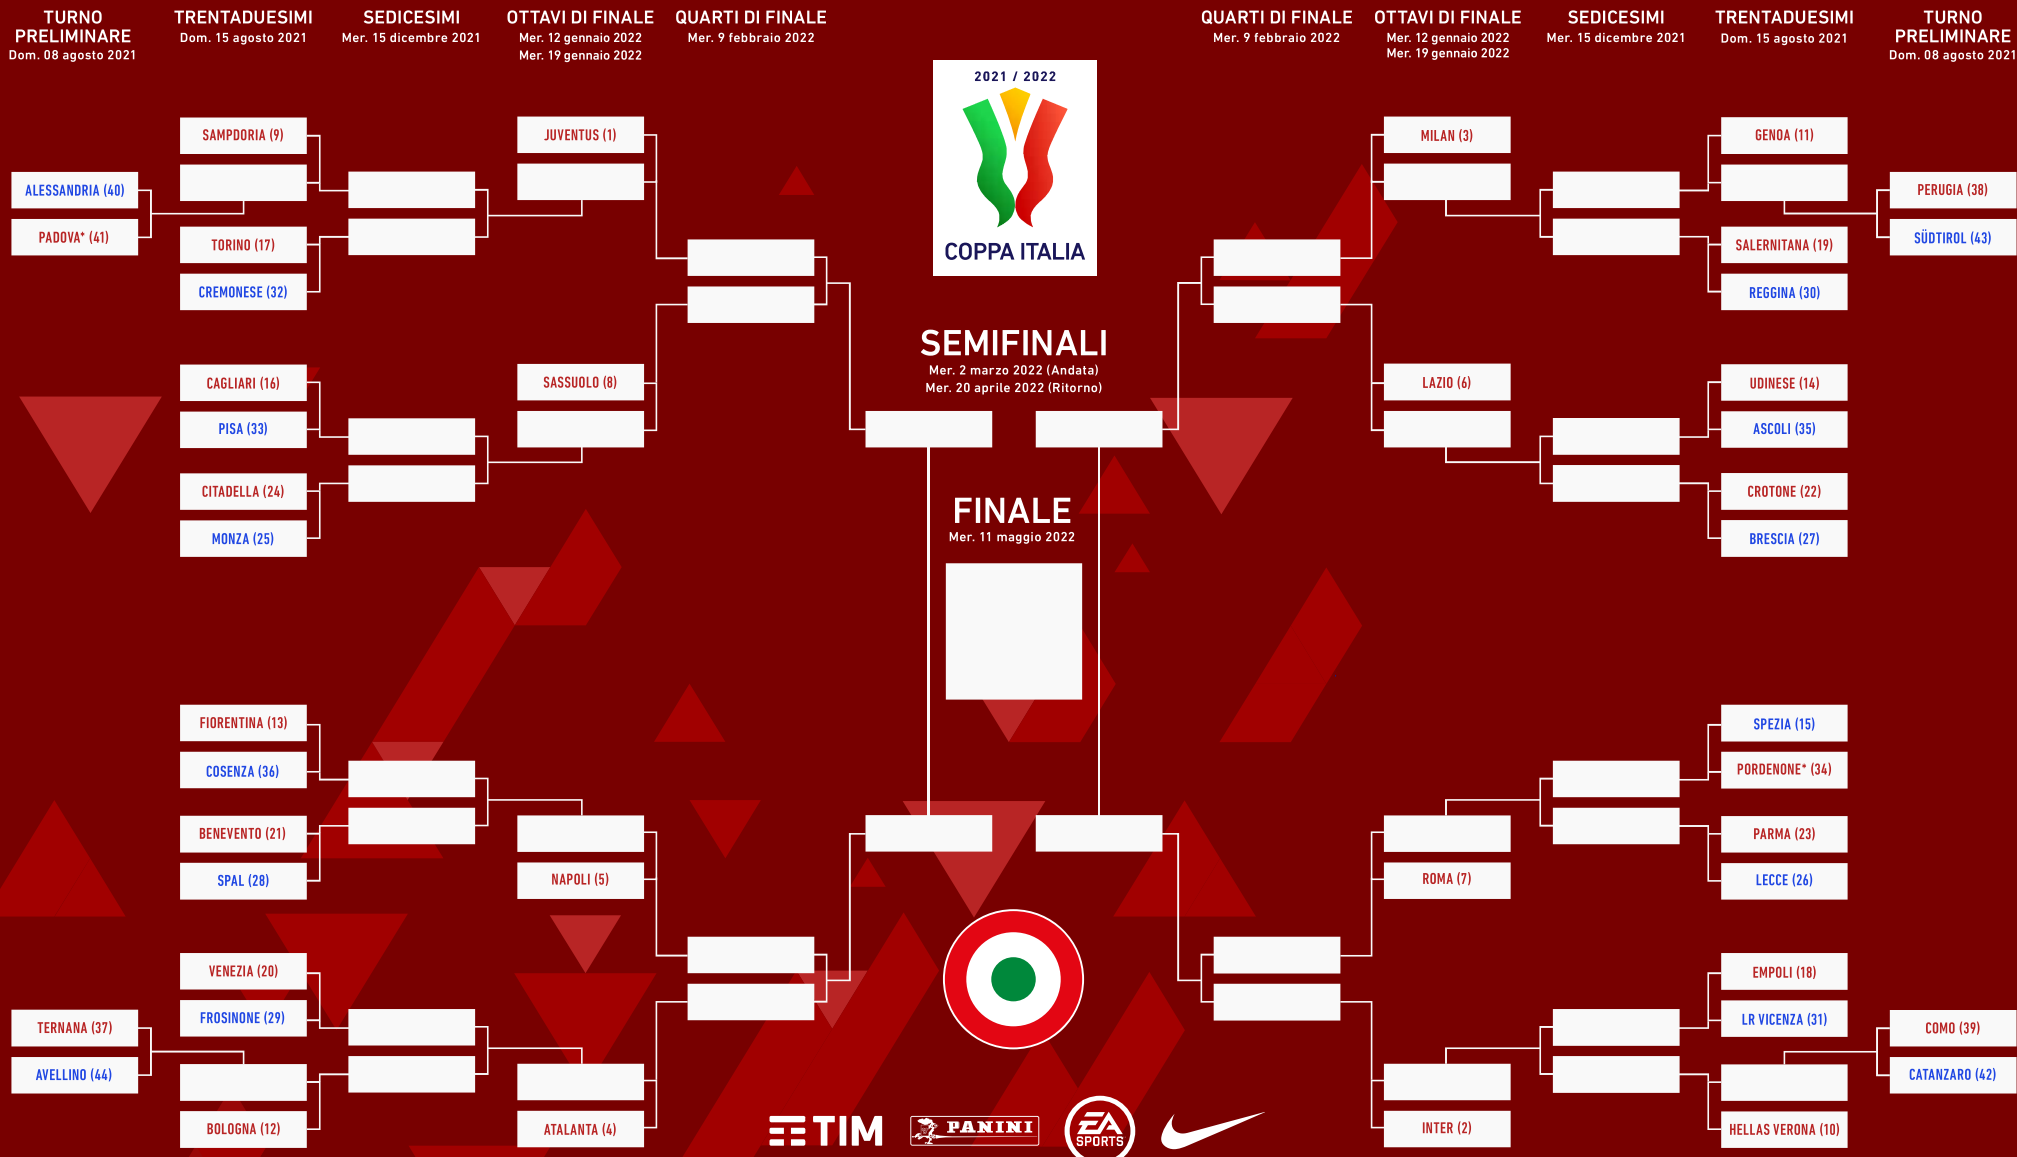 TURNO
PRELIMINARE
Dom. 08 agosto 2021
TRENTADUESIMI
Dom. 15 agosto 2021
SEDICESIMI
Mer. 15 dicembre 2021
OTTAVI DI FINALE
Mer. 12 gennaio 2022
Mer. 19 gennaio 2022
QUARTI DI FINALE
Mer. 9 febbraio 2022
QUARTI DI FINALE
Mer. 9 febbraio 2022
OTTAVI DI FINALE
Mer. 12 gennaio 2022
Mer. 19 gennaio 2022
SEDICESIMI
Mer. 15 dicembre 2021
TRENTADUESIMI
Dom. 15 agosto 2021
TURNO
PRELIMINARE
Dom. 08 agosto 2021
ALESSANDRIA (40)
PADOVA* (41)
TERNANA (37)
AVELLINO (44)
SAMPDORIA (9)
TORINO (17)
CREMONESE (32)
CAGLIARI (16)
PISA (33)
CITADELLA (24)
MONZA (25)
FIORENTINA (13)
COSENZA (36)
BENEVENTO (21)
SPAL (28)
VENEZIA (20)
FROSINONE (29)
BOLOGNA (12)
JUVENTUS (1)
SASSUOLO (8)
NAPOLI (5)
ATALANTA (4)
2021 / 2022
COPPA ITALIA
SEMIFINALI
Mer. 2 marzo 2022 (Andata)
Mer. 20 aprile 2022 (Ritorno)
FINALE
Mer. 11 maggio 2022
TIM
PANINI
EA
SPORTS
MILAN (3)
LAZIO (6)
ROMA (7)
INTER (2)
GENOA (11)
SALERNITANA (19)
REGGINA (30)
UDINESE (14)
ASCOLI (35)
CROTONE (22)
BRESCIA (27)
SPEZIA (15)
PORDENONE* (34)
PARMA (23)
LECCE (26)
EMPOLI (18)
LR VICENZA (31)
HELLAS VERONA (10)
PERUGIA (38)
SÜDTIROL (43)
COMO (39)
CATANZARO (42)